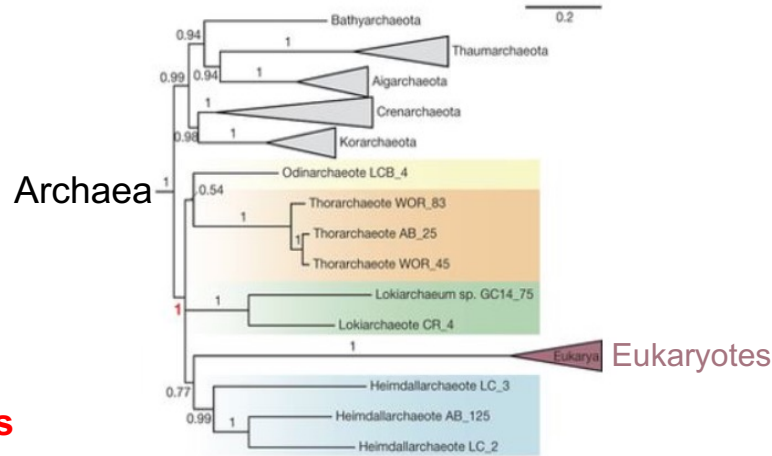 Bathyarchaeota
0.2
0.94
1
Thaumarchaeota
0.99
0.94
1
Aigarchaeota
1
Crenarchaeota
0.98
1
Korarchaeota
Archaea
1
Odinarchaeote LCB_4
0.54
Thorarchaeote WOR_83
1
1
Thorarchaeote AB_25
Thorarchaeote WOR_45
1
1
Lokiarchaeum sp. GC14_75
Lokiarchaeote CR_4
1
Eukarya
Eukaryotes
0.77
Heimdallarchaeote LC_3
0.99
1
Heimdallarchaeote AB_125
s
Heimdallarchaeote LC_2